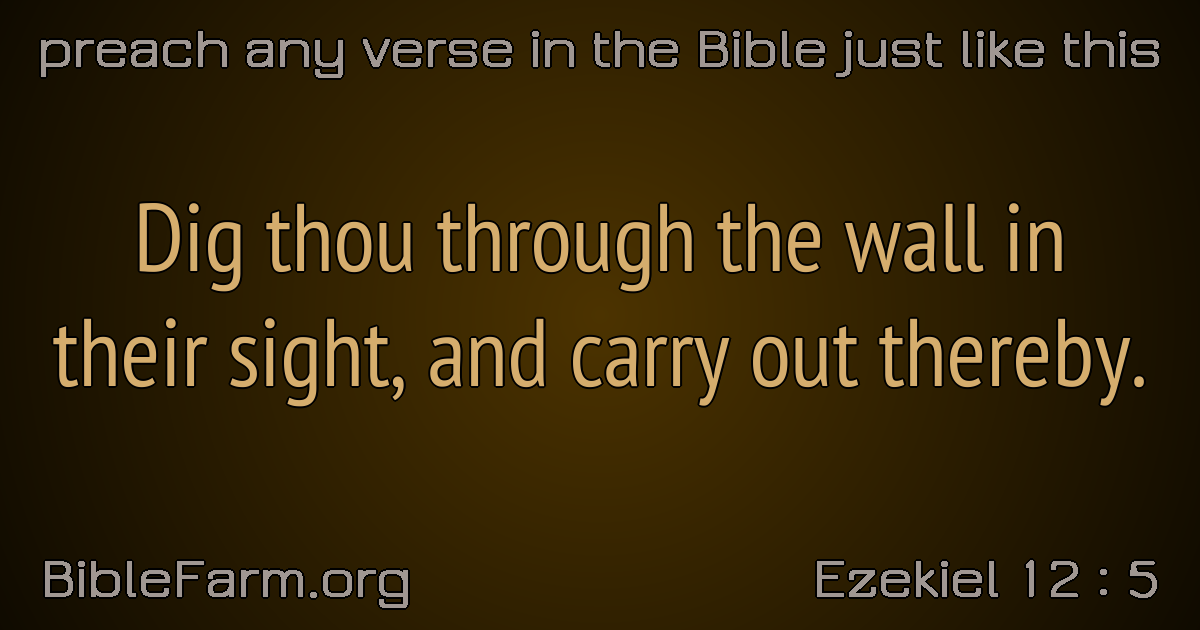 preach any verse in the Bible just like this
Dig thou through the wall in
their sight, and carry out thereby.
BibleFarm.org
Ezekiel 12 : 5